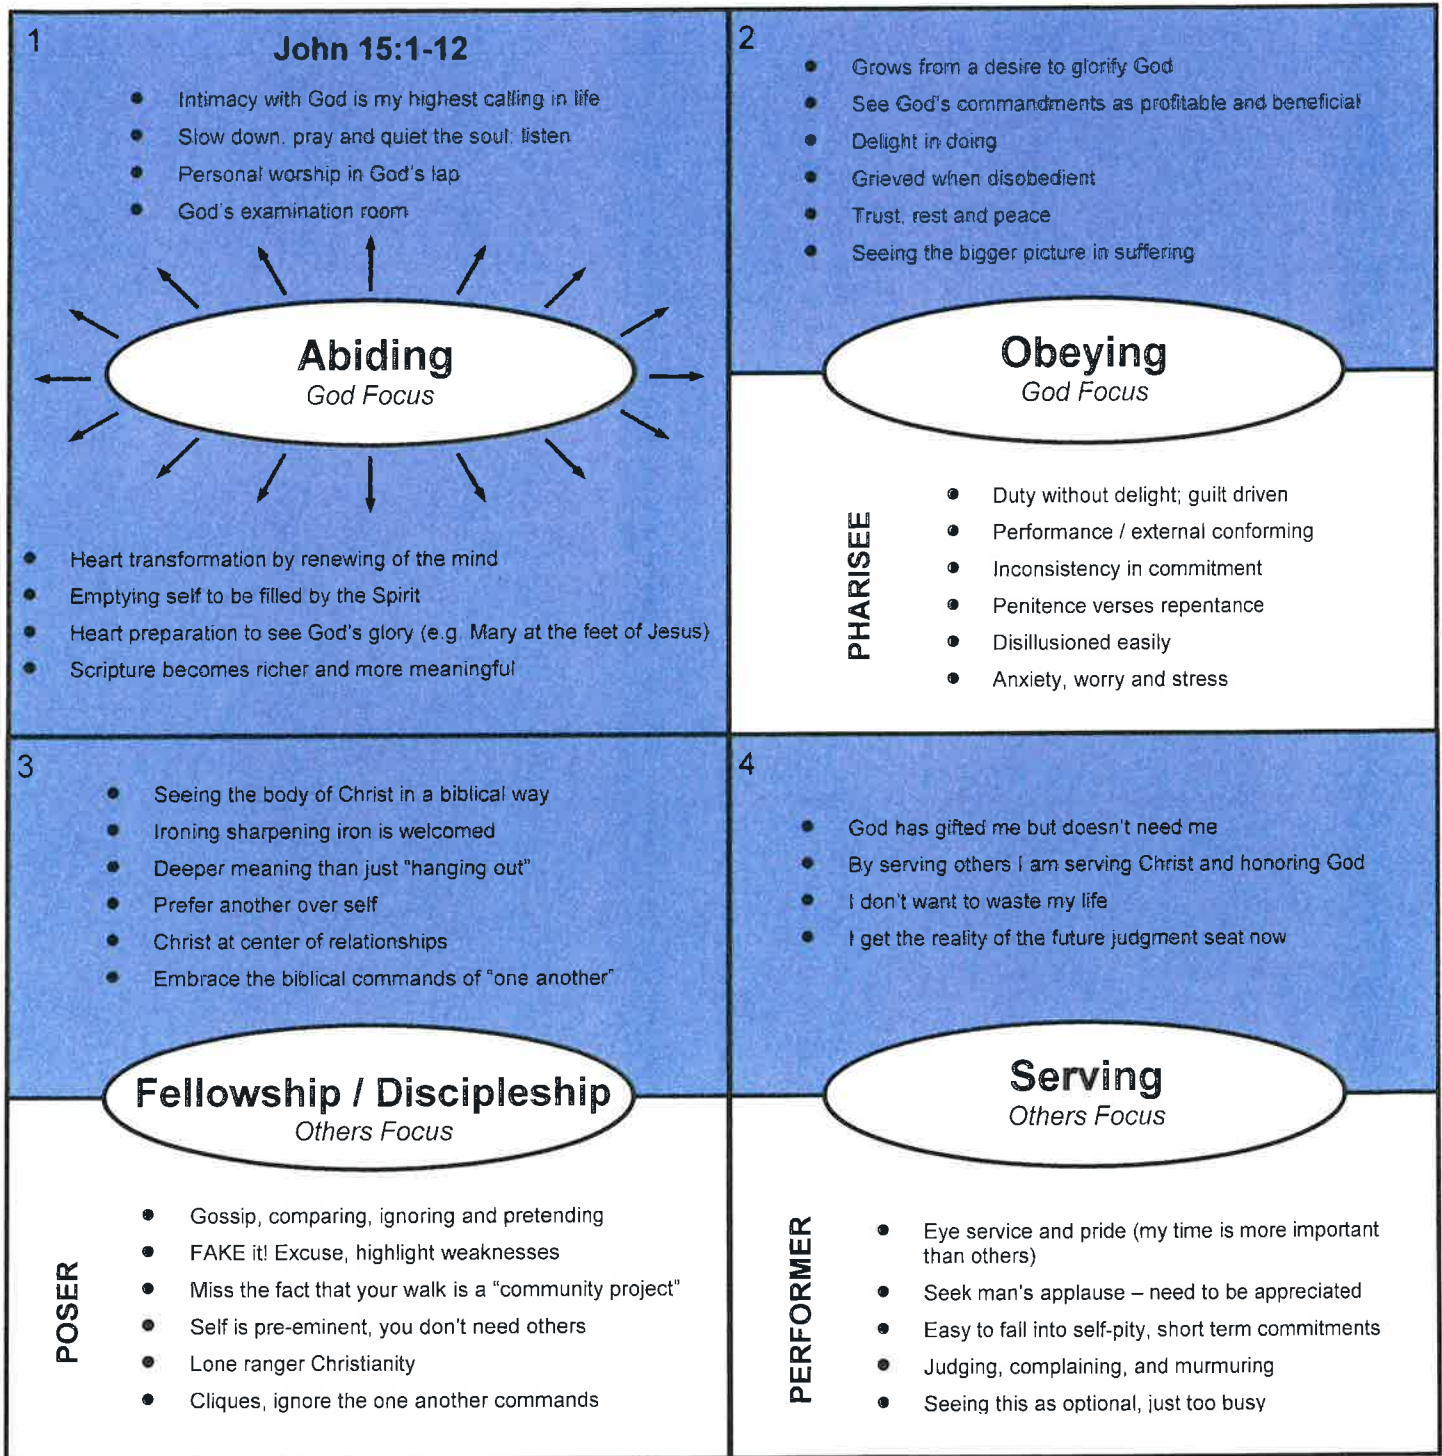 1
John 15:1-12
Intimacy with God is my highest calling in life
Slow down, pray and quiet the soul; listen
Personal worship in God's lap
God's examination room
Abiding
God Focus
Heart transformation by renewing of the mind
Emptying self to be filled by the Spirit
Heart preparation to see God's glory (e.g. Mary at the feet of Jesus)
Scripture becomes richer and more meaningful
2
Grows from a desire to glorify God
See God's commandments as profitable and beneficial
Delight in doing
Grieved when disobedient
Trust, rest and peace
Seeing the bigger picture in suffering
Obeying
God Focus
PHARISEE
Duty without delight; guilt driven
Performance / external conforming
Inconsistency in commitment
Penitence verses repentance
Disillusioned easily
Anxiety, worry and stress
3
Seeing the body of Christ in a biblical way
Ironing sharpening iron is welcomed
Deeper meaning than just "hanging out"
Prefer another over self
Christ at center of relationships
Embrace the biblical commands of "one another"
Fellowship / Discipleship
Others Focus
POSER
Gossip, comparing, ignoring and pretending
FAKE it! Excuse, highlight weaknesses
Miss the fact that your walk is a "community project"
Self is pre-eminent, you don't need others
Lone ranger Christianity
Cliques, ignore the one another commands
4
God has gifted me but doesn't need me
By serving others I am serving Christ and honoring God
I don't want to waste my life
I get the reality of the future judgment seat now
Serving
Others Focus
PERFORMER
Eye service and pride (my time is more important
than others)
Seek man's applause – need to be appreciated
Easy to fall into self-pity, short term commitments
Judging, complaining, and murmuring
Seeing this as optional, just too busy